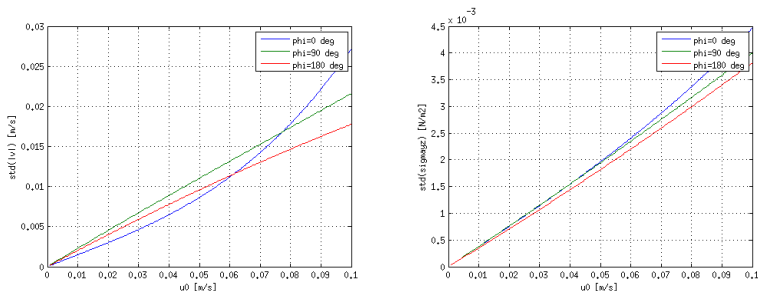 0.03
0.025
0.02
0.015
0.01
0.005
0
std(|v|) [m/s]
phi=0 deg
phi=90 deg
phi=180 deg
0 0.01 0.02 0.03 0.04 0.05 0.06 0.07 0.08 0.09 0.1
u0 [m/s]
x 10
-3
4.5
4
3.5
3
2.5
2
1.5
1
0.5
0
std(sigmayz) [N/m2]
phi=0 deg
phi=90 deg
phi=180 deg
0 0.01 0.02 0.03 0.04 0.05 0.06 0.07 0.08 0.09 0.1
u0 [m/s]